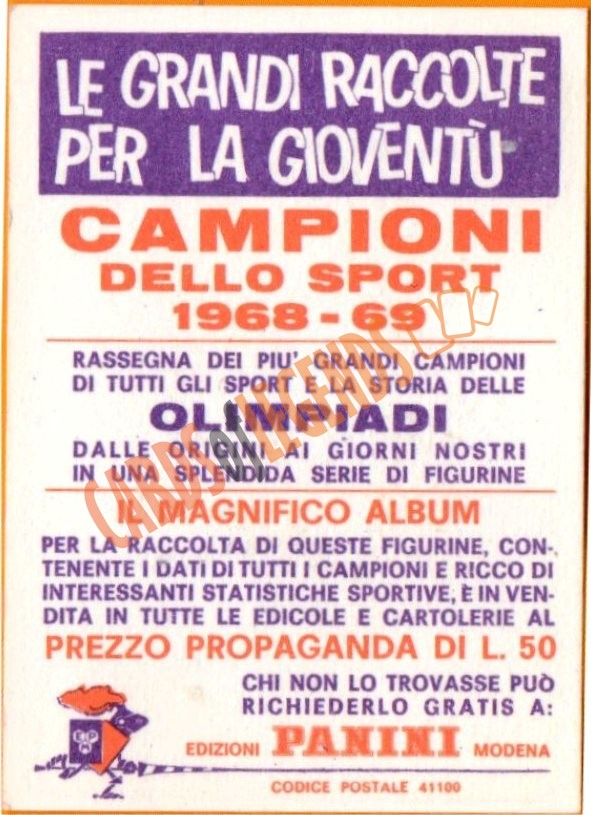 LE GRANDI RACCOLTE
PER LA GIOVENTÙ
CAMPIONI
DELLO SPORT
1968-69
RASSEGNA DEI PIU' GRANDI CAMPIONI
DI TUTTI GLI SPORT E LA STORIA DELLE
OLIMPIADI
DALLE ORIGINI AI GIORNI NOSTRI
IN UNA SPLENDIDA SERIE DI FIGURINE
CARDS OF LEGENDS
IL MAGNIFICO ALBUM
PER LA RACCOLTA DI QUESTE FIGURINE, CON-
TENENTE I DATI DI TUTTI I CAMPIONI E RICCO DI
INTERESSANTI STATISTICHE SPORTIVE, È IN VEN-
DITA IN TUTTE LE EDICOLE E CARTOLERIE AL
PREZZO PROPAGANDA DI L. 50
CHI NON LO TROVASSE PUÒ
RICHIEDERLO GRATIS A:
EPM
EDIZIONI PANINI MODENA
CODICE POSTALE 41100